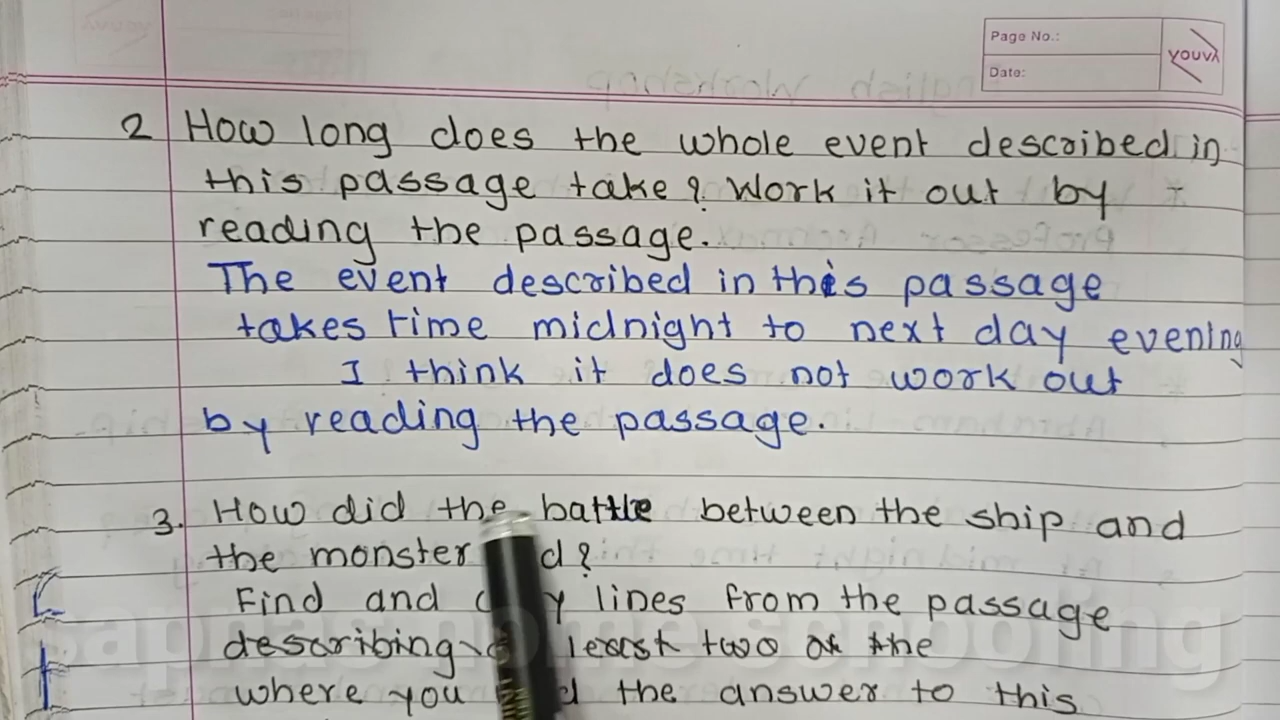 Page No.:
Date:
youva
2 How long does the whole event described in
this passage take? Work it out by
reading the passage.
The event described in this passage
takes time midnight to next day evening
I think it does not work out
by reading the passage.
3. How did the battle between the ship and
the monster d?
Find and y lines from the passage
describing least two of the
where you d the answer to this
sapnas home schooling